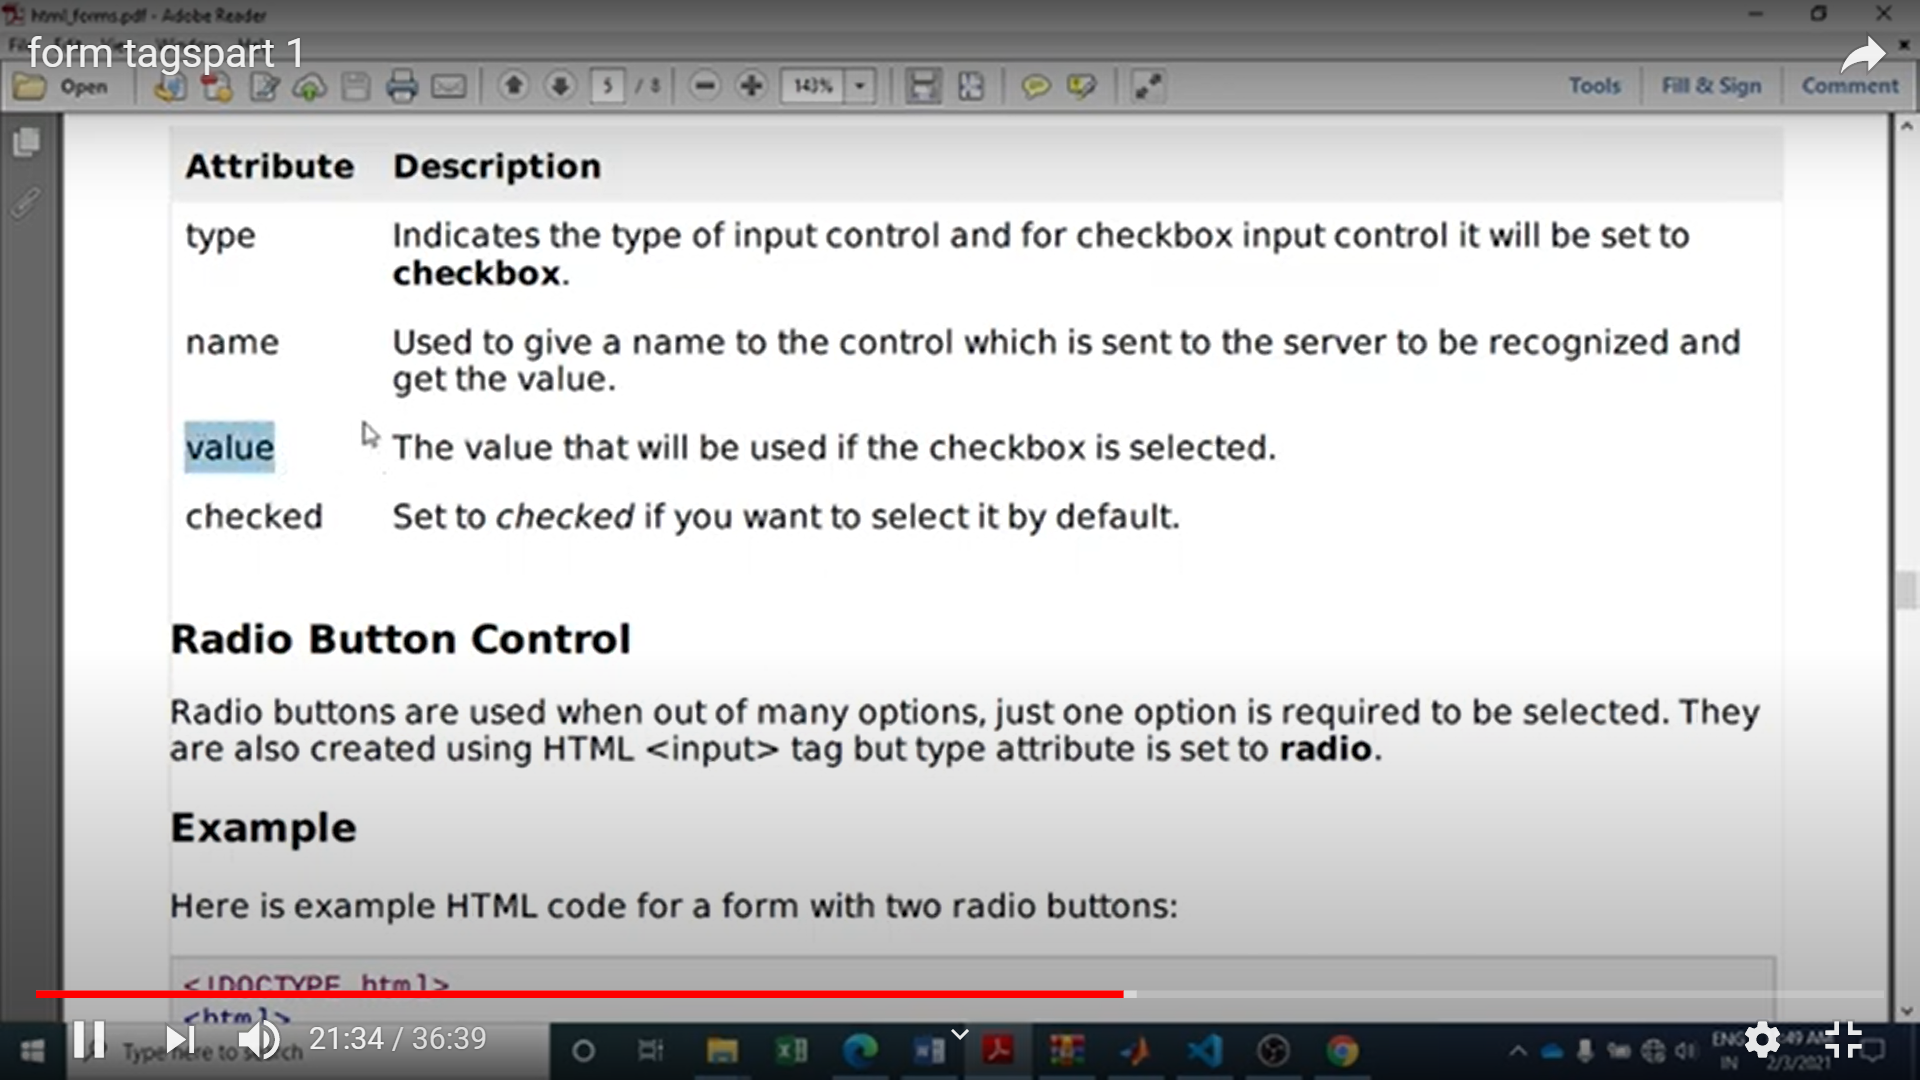 html_forms.pdf - Adobe Reader
form tagspart 1
Open
5 / 8
143%
Tools
Fill & Sign
Comment
Attribute Description
type Indicates the type of input control and for checkbox input control it will be set to
checkbox.
name Used to give a name to the control which is sent to the server to be recognized and
get the value.
value The value that will be used if the checkbox is selected.
checked Set to checked if you want to select it by default.
Radio Button Control
Radio buttons are used when out of many options, just one option is required to be selected. They
are also created using HTML <input> tag but type attribute is set to radio.
Example
Here is example HTML code for a form with two radio buttons:
<!DOCTYPE html>
<html>
21:34 / 36:39
Type here to search
ENG
IN
2/3/2021